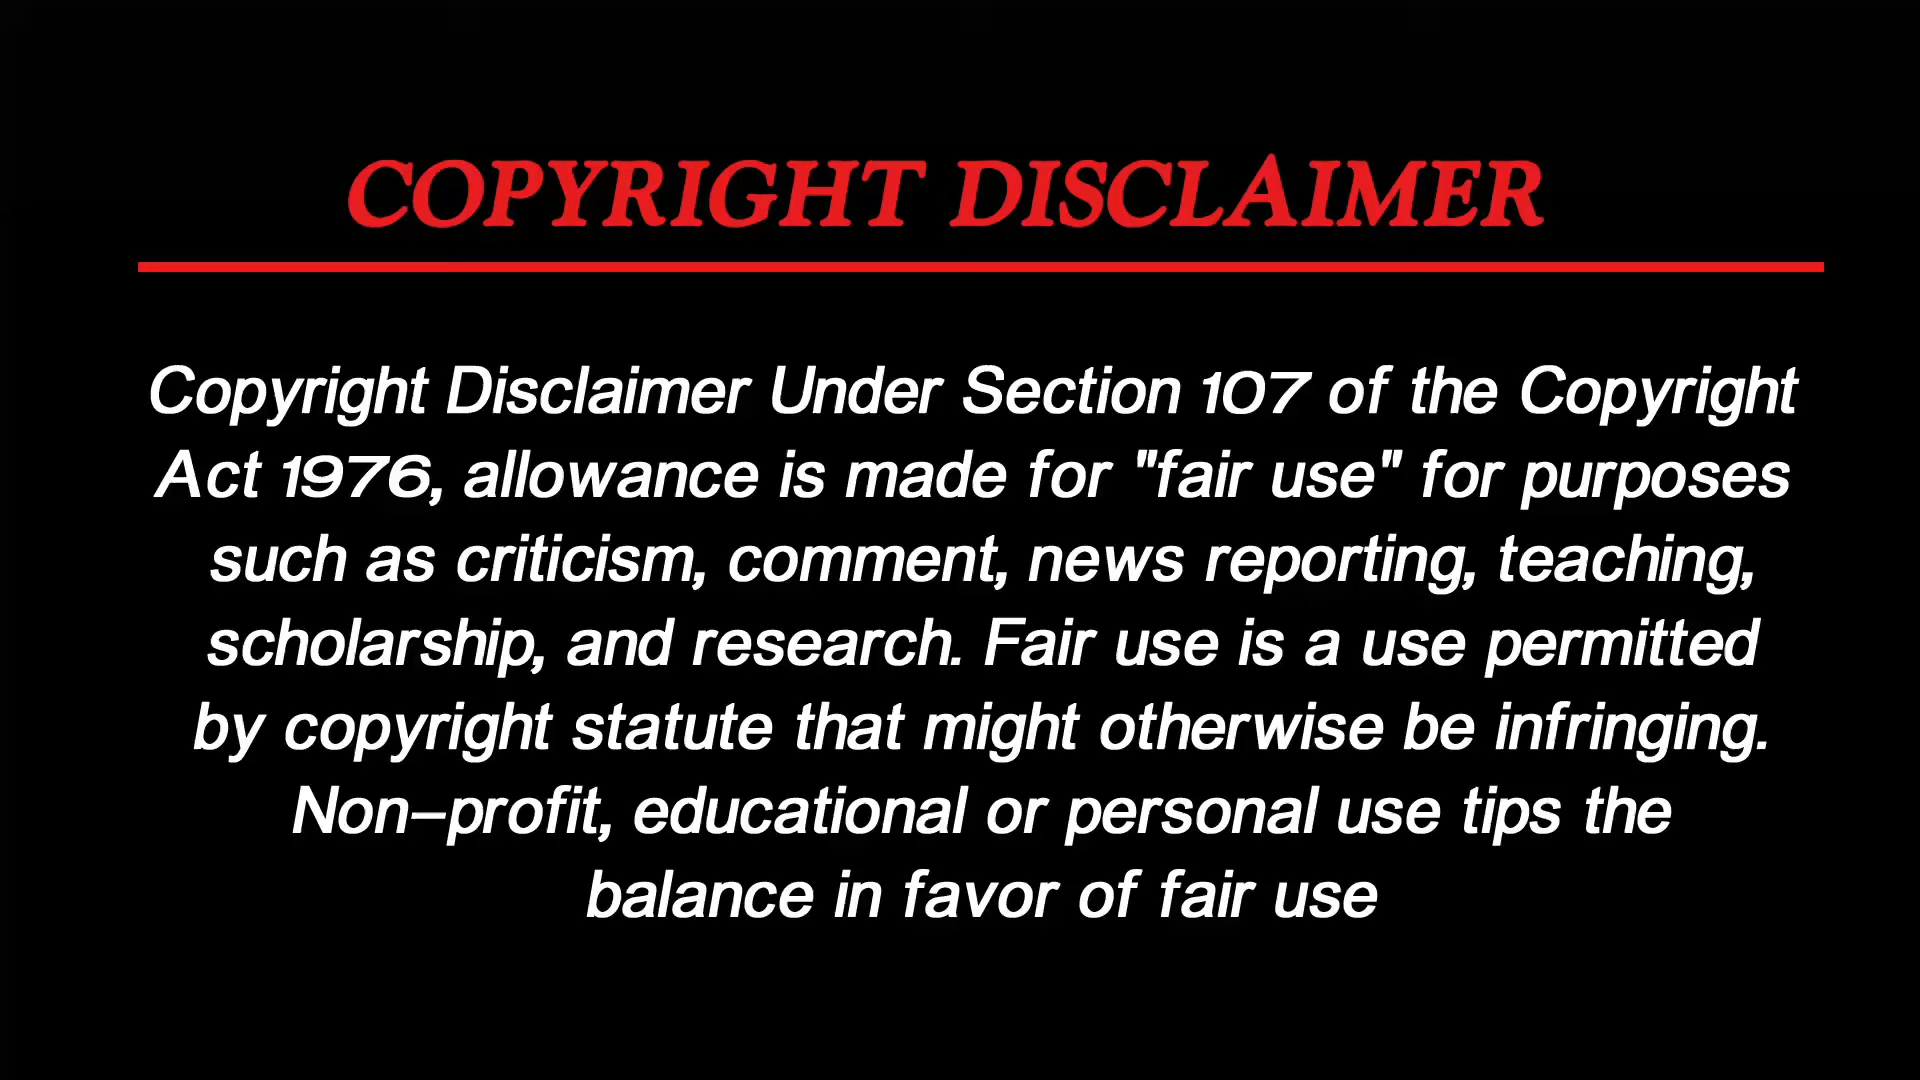 COPYRIGHT DISCLAIMER
Copyright Disclaimer Under Section 107 of the Copyright
Act 1976, allowance is made for "fair use" for purposes
such as criticism, comment, news reporting, teaching,
scholarship, and research. Fair use is a use permitted
by copyright statute that might otherwise be infringing.
Non-profit, educational or personal use tips the
balance in favor of fair use